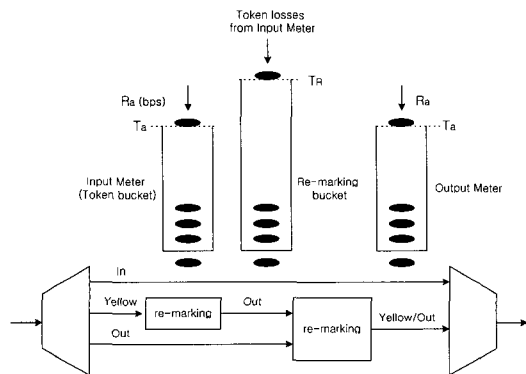 Token losses
from Input Meter
TR
Ra (bps)
Ra
Ta
Ta
Input Meter
(Token bucket)
Re-marking
bucket
Output Meter
In
Yellow
re-marking
Out
re-marking
Yellow/Out
Out